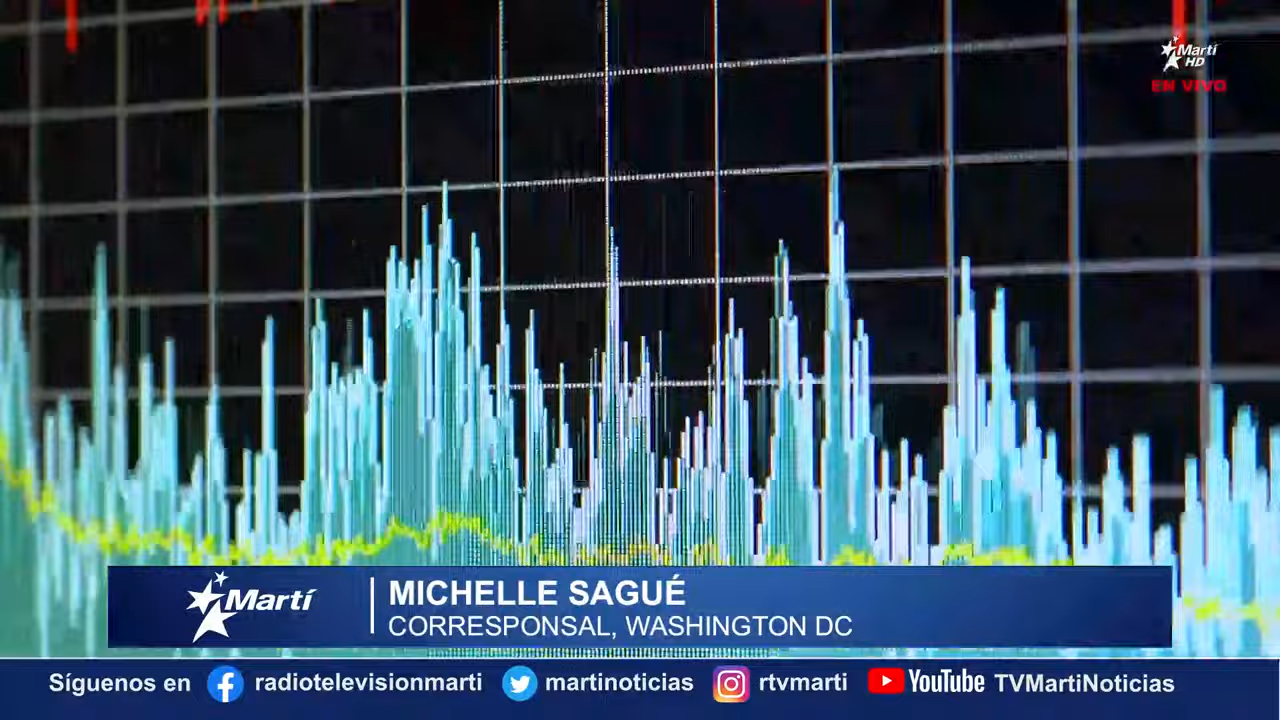 Martí
HD
EN VIVO
Martí
MICHELLE SAGUÉ
CORRESPONSAL, WASHINGTON DC
Síguenos en radiotelevisionmarti martinoticias rtvmarti YouTube TVMartiNoticias